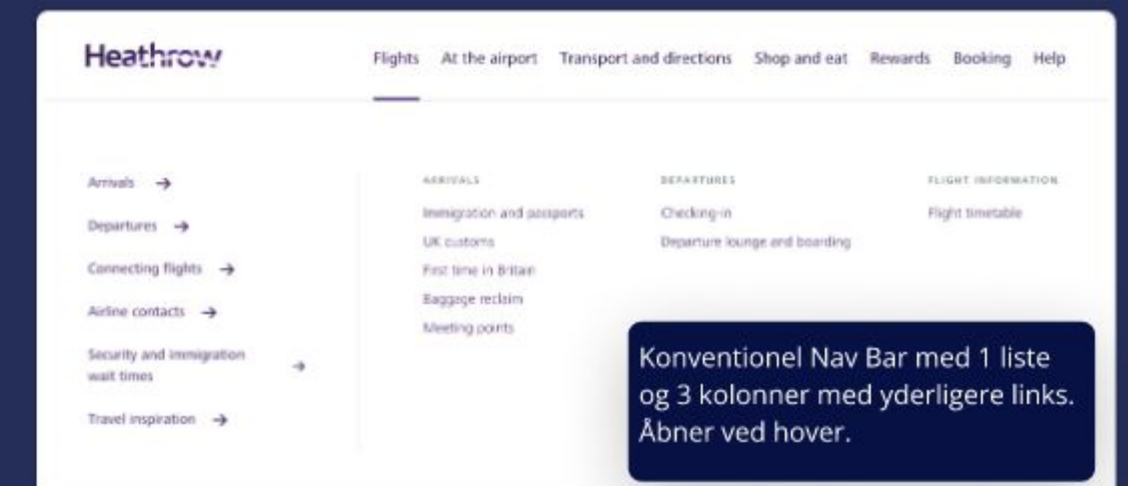 Heathrow
Flights At the airport Transport and directions Shop and eat Rewards Booking Help
Arrivals →
Departures →
Connecting flights →
Airline contacts →
Security and immigration
wait times →
Travel inspiration →
ARRIVALS
Immigration and passports
UK customs
First time in Britain
Baggage reclaim
Meeting points
DEPARTURES
Checking-in
Departure lounge and boarding
FLIGHT INFORMATION
Flight timetable
Konventionel Nav Bar med 1 liste
og 3 kolonner med yderligere links.
Åbner ved hover.